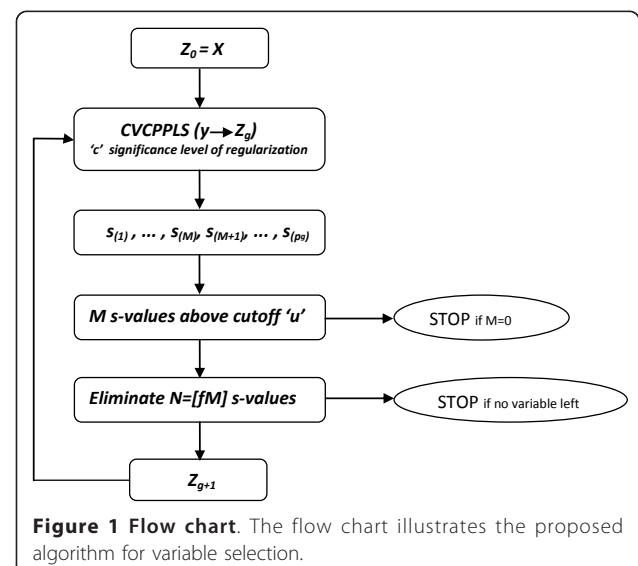 Z₀ = X
CVCPPLS (y→Z_g)
‘c’ significance level of regularization
s₍₁₎ , ... , s₍M₎, s₍M+1₎, ... , s₍pg₎
M s-values above cutoff ‘u’
STOP if M=0
Eliminate N=[fM] s-values
STOP if no variable left
Z_g+1
Figure 1 Flow chart. The flow chart illustrates the proposed
algorithm for variable selection.